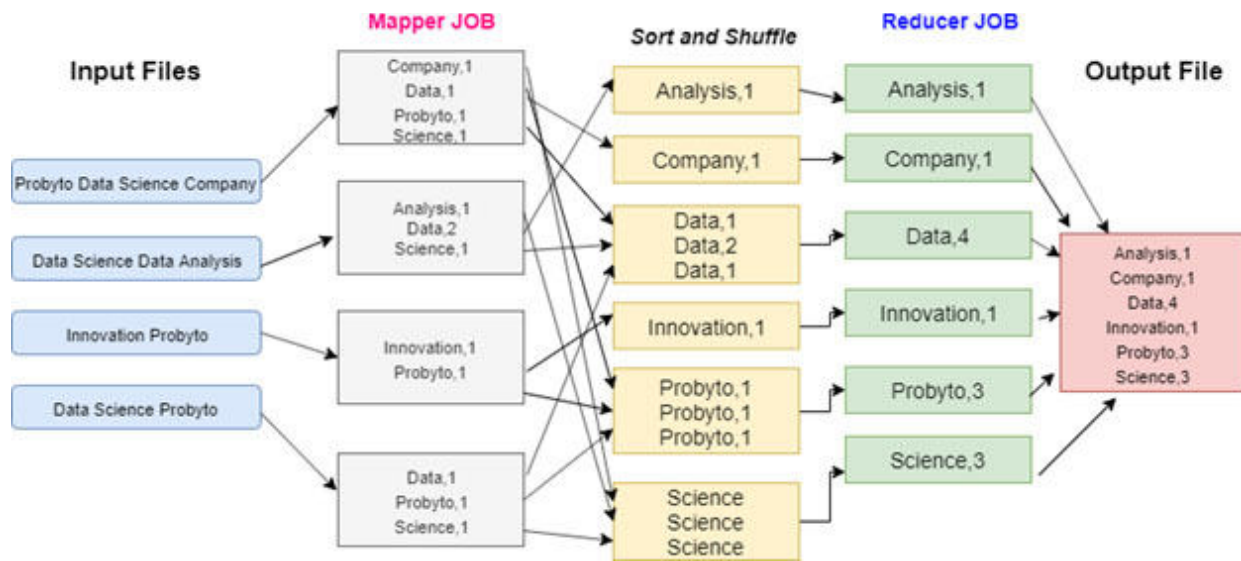 Mapper JOB
Sort and Shuffle
Reducer JOB
Input Files
Output File
Probyto Data Science Company
Data Science Data Analysis
Innovation Probyto
Data Science Probyto
Company,1
Data,1
Probyto,1
Science,1
Analysis,1
Data,2
Science,1
Innovation,1
Probyto,1
Data,1
Probyto,1
Science,1
Analysis,1
Company,1
Data,1
Data,2
Data,1
Innovation,1
Probyto,1
Probyto,1
Probyto,1
Science
Science
Science
Analysis,1
Company,1
Data,4
Innovation,1
Probyto,3
Science,3
Analysis,1
Company,1
Data,4
Innovation,1
Probyto,3
Science,3